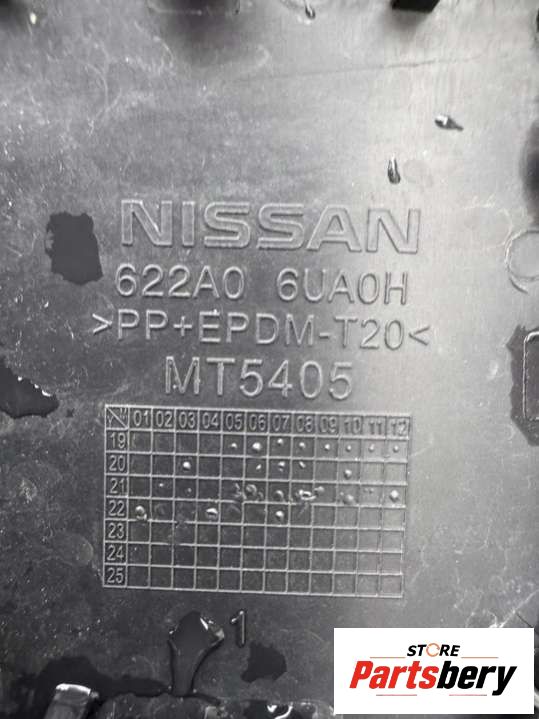 NISSAN
622A0 6UA0H
>PP+EPDM-T20<
MT5405
Y M 01 02 03 04 05 06 07 08 09 10 11 12
19
20
21
22
23
24
25
1
STORE
Partsbery